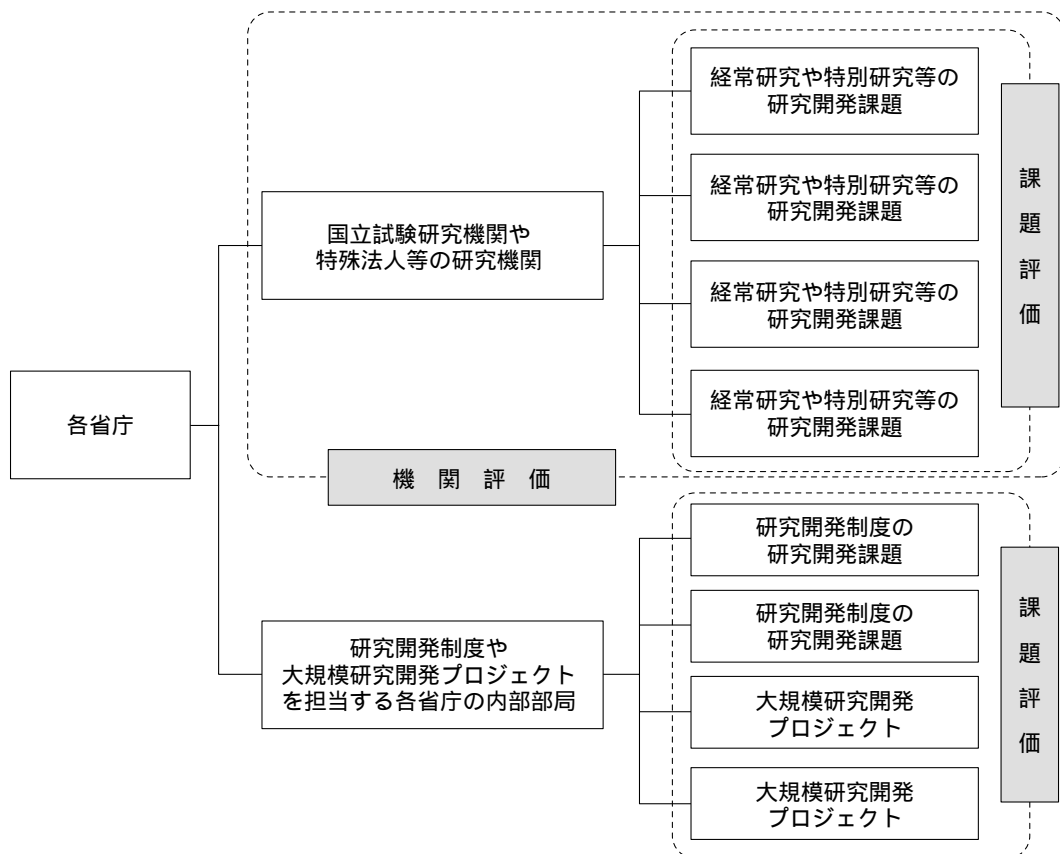 経常研究や特別研究等の
研究開発課題
経常研究や特別研究等の
研究開発課題
国立試験研究機関や
特殊法人等の研究機関
経常研究や特別研究等の
研究開発課題
経常研究や特別研究等の
研究開発課題
課題評価
各省庁
機関評価
研究開発制度の
研究開発課題
研究開発制度の
研究開発課題
研究開発制度や
大規模研究開発プロジェクト
を担当する各省庁の内部部局
大規模研究開発
プロジェクト
大規模研究開発
プロジェクト
課題評価